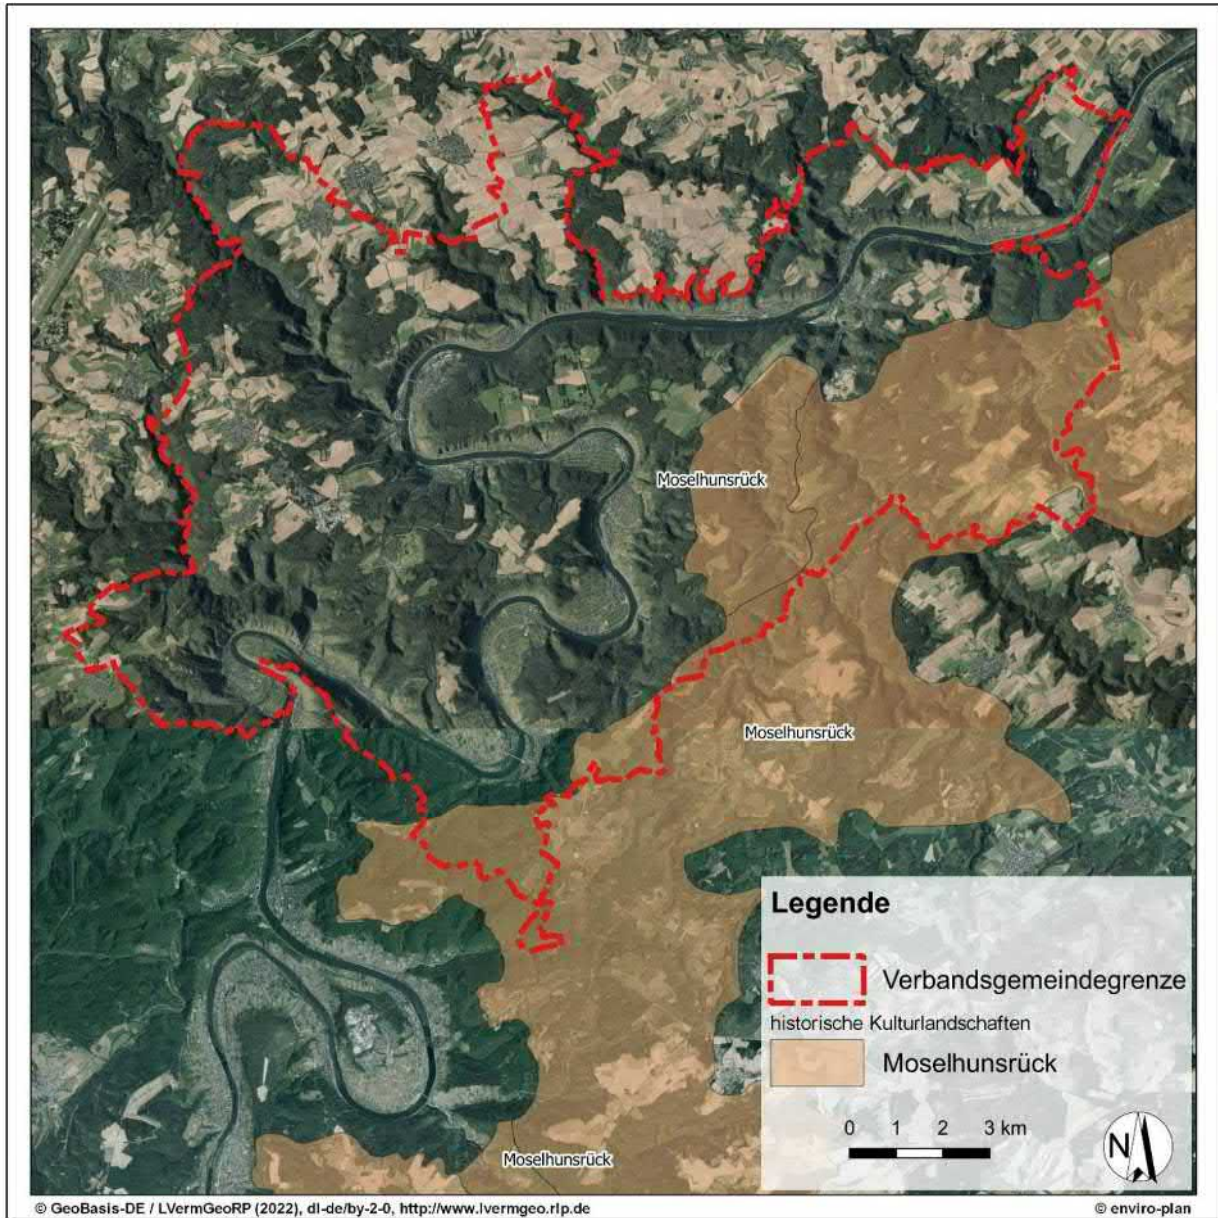 Moselhunsrück
Moselhunsrück
Moselhunsrück
Legende
Verbandsgemeindegrenze
historische Kulturlandschaften
Moselhunsrück
0 1 2 3 km
N
© GeoBasis-DE / LVermGeoRP (2022), dl-de/by-2-0, http://www.lvermgeo.rlp.de
© enviro-plan